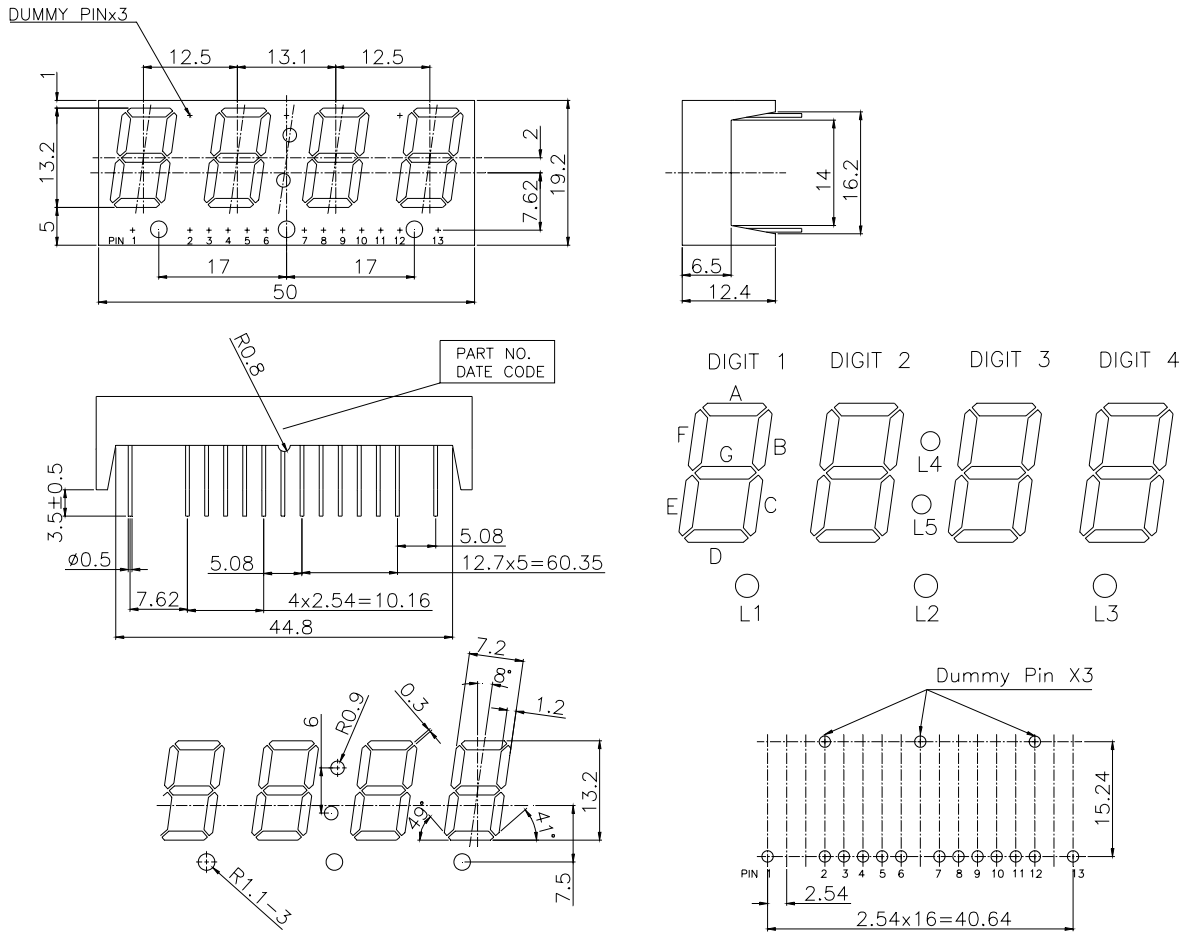 DUMMY PINx3
12.5
13.1
12.5
1
13.2
5
2
7.62
19.2
PIN 1 2 3 4 5 6 7 8 9 10 11 12 13
17
17
50
14
16.2
6.5
12.4
R0.8
PART NO.
DATE CODE
3.5±0.5
ø0.5
5.08
5.08
12.7x5=60.35
7.62
4x2.54=10.16
44.8
DIGIT 1 DIGIT 2 DIGIT 3 DIGIT 4
A
F
B
G
E
C
D
L4
L5
L1
L2
L3
7.2
8°
0.3
1.2
6
R0.9
13.2
49°
41°
7.5
R1.1-3
Dummy Pin X3
15.24
PIN 1 2 3 4 5 6 7 8 9 10 11 12 13
2.54
2.54x16=40.64